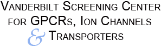 Vanderbilt Screening Center
for GPCRs, Ion Channels
& Transporters